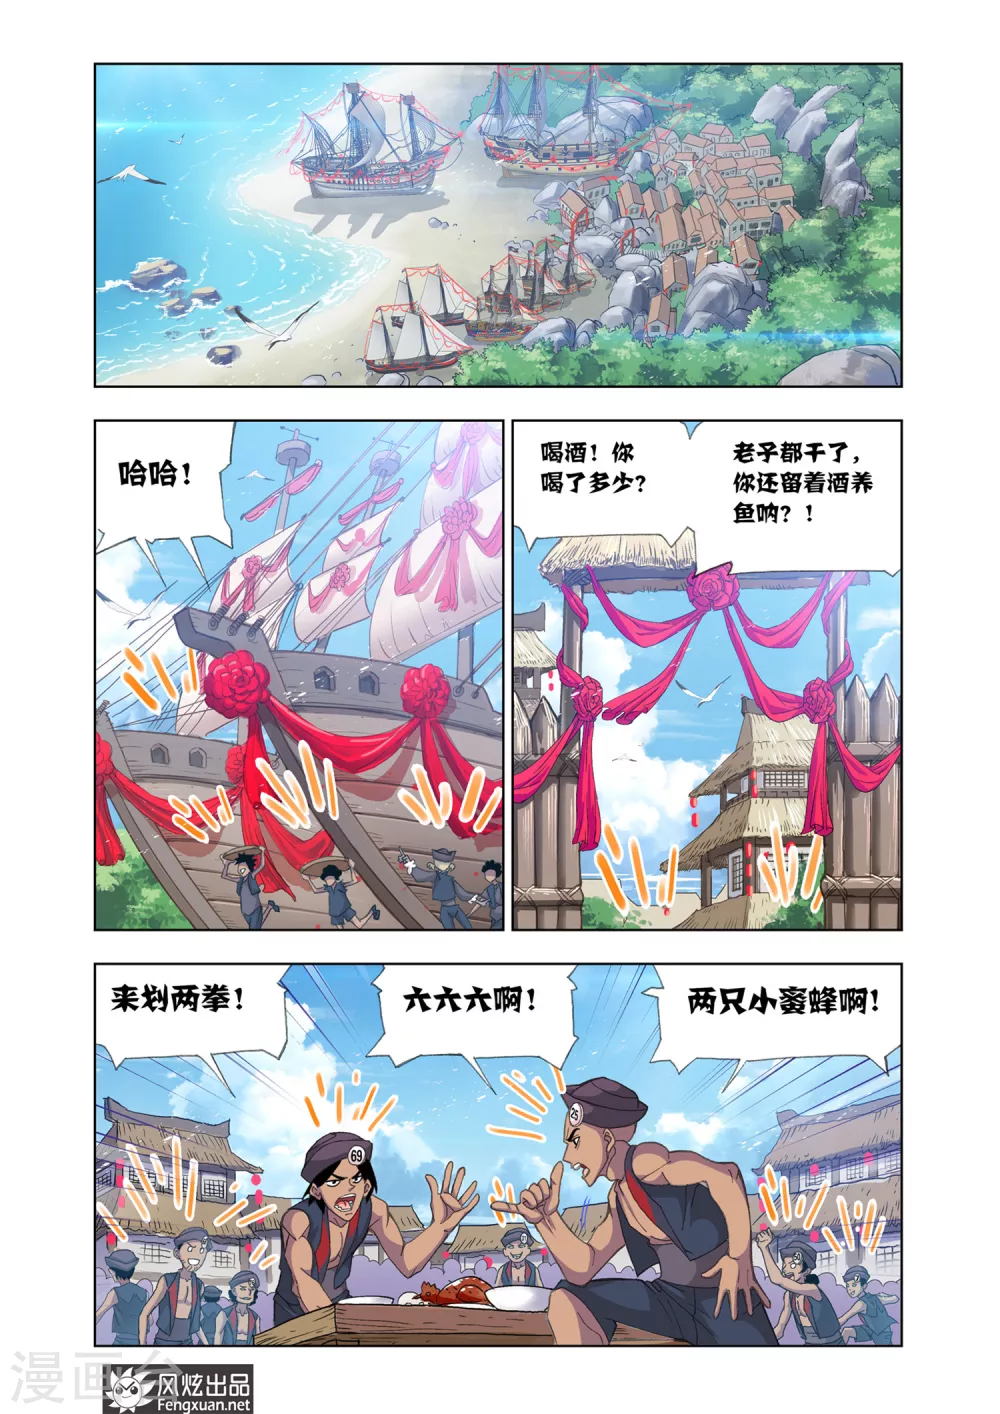 哈哈！
喝酒！你
喝了多少？
老子都干了，
你还留着酒养
鱼呐？！
来划两拳！
六六六啊！
两只小蜜蜂啊！
69
25
漫画台
风炫出品
Fengxuan.net